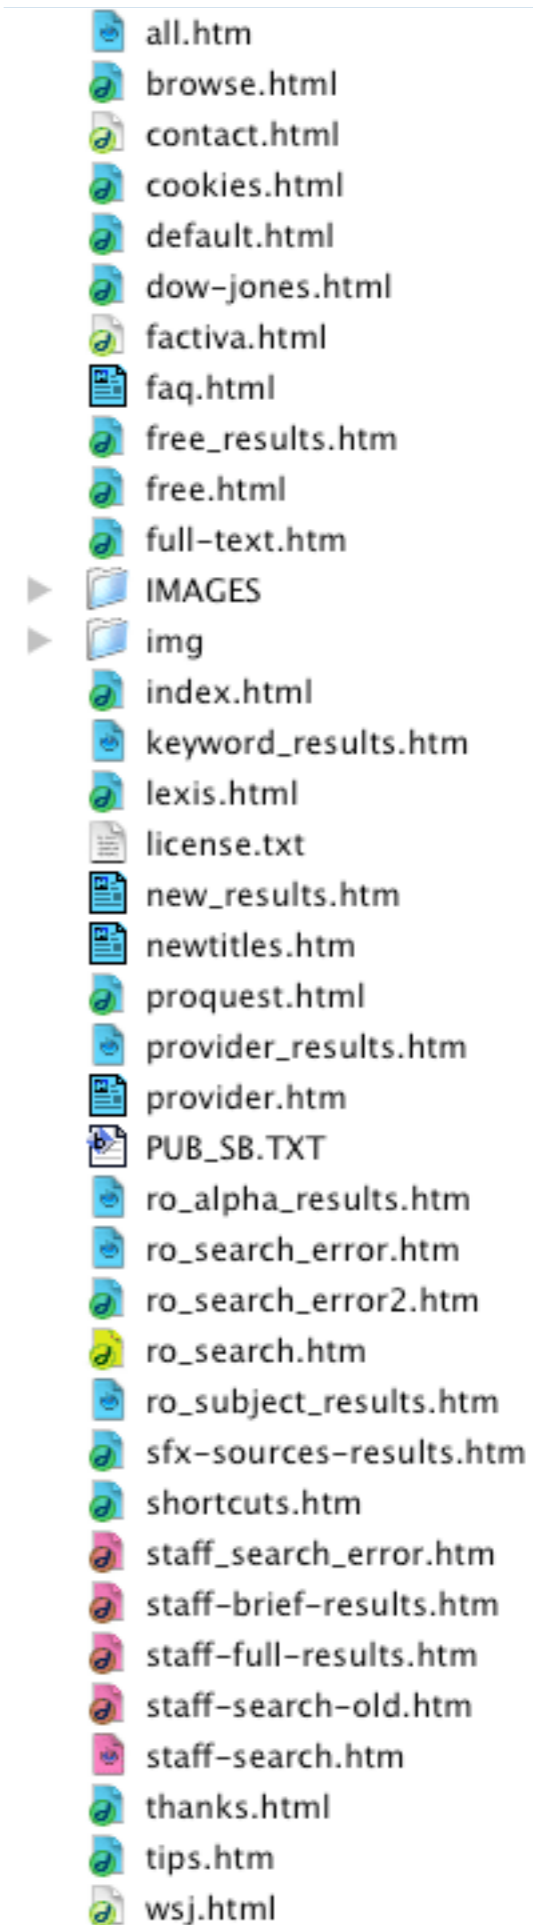 all.htm
browse.html
contact.html
cookies.html
default.html
dow-jones.html
factiva.html
faq.html
free_results.htm
free.html
full-text.htm
IMAGES
img
index.html
keyword_results.htm
lexis.html
license.txt
new_results.htm
newtitles.htm
proquest.html
provider_results.htm
provider.htm
PUB_SB.TXT
ro_alpha_results.htm
ro_search_error.htm
ro_search_error2.htm
ro_search.htm
ro_subject_results.htm
sfx-sources-results.htm
shortcuts.htm
staff_search_error.htm
staff-brief-results.htm
staff-full-results.htm
staff-search-old.htm
staff-search.htm
thanks.html
tips.htm
wsj.html